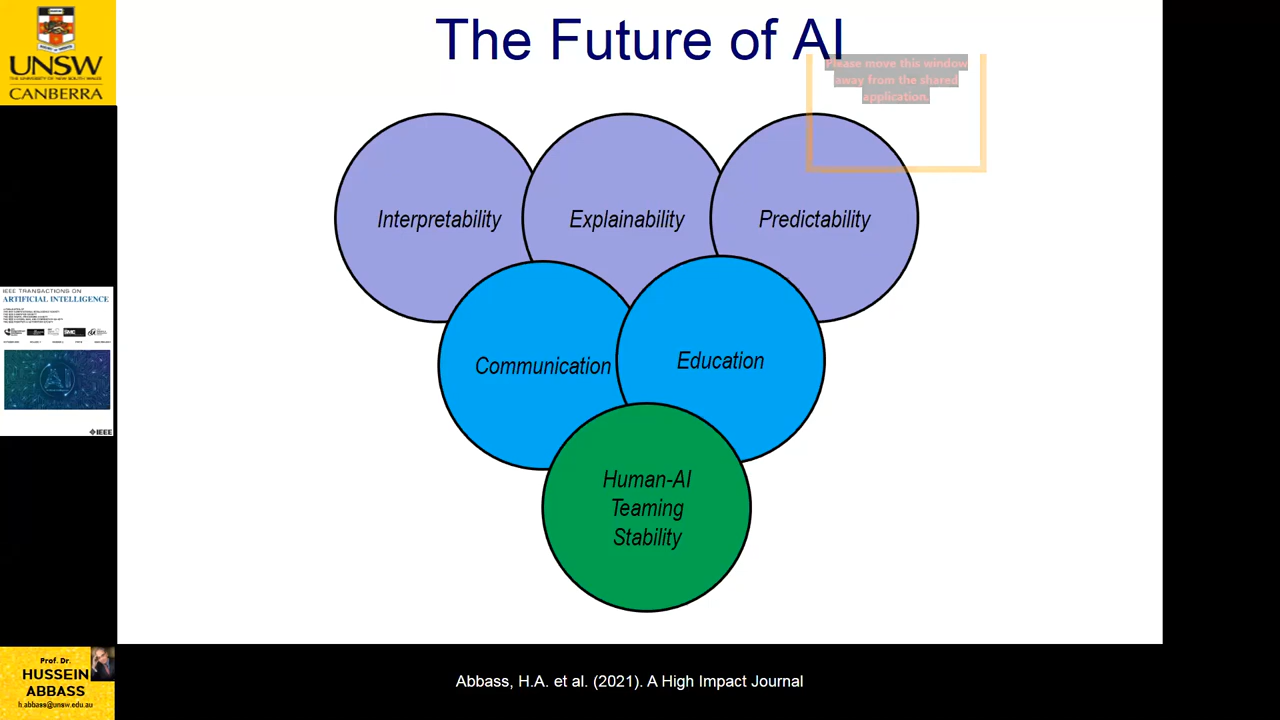 The Future of AI
UNSW
CANBERRA
Please move this window
away from the shared
application.
Interpretability
Explainability
Predictability
Communication
Education
Human-AI
Teaming
Stability
IEEE TRANSACTIONS ON
ARTIFICIAL INTELLIGENCE
AI
IEEE
Prof. Dr.
HUSSEIN
ABBASS
h.abbass@unsw.edu.au
Abbass, H.A. et al. (2021). A High Impact Journal